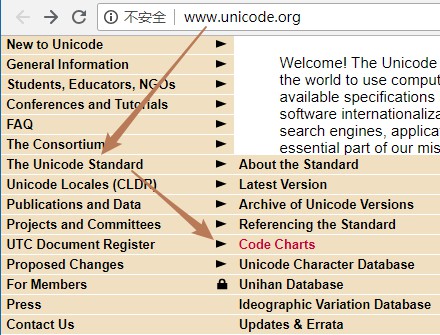 不安全 www.unicode.org
New to Unicode
General Information
Students, Educators, NGOs
Conferences and Tutorials
FAQ
The Consortium
The Unicode Standard
Unicode Locales (CLDR)
Publications and Data
Projects and Committees
UTC Document Register
Proposed Changes
For Members
Press
Contact Us
Welcome! The Unicode
the world to use comput
available specifications
software internationaliza
search engines, applica
essential part of our mis
About the Standard
Latest Version
Archive of Unicode Versions
Referencing the Standard
Code Charts
Unicode Character Database
Unihan Database
Ideographic Variation Database
Updates & Errata